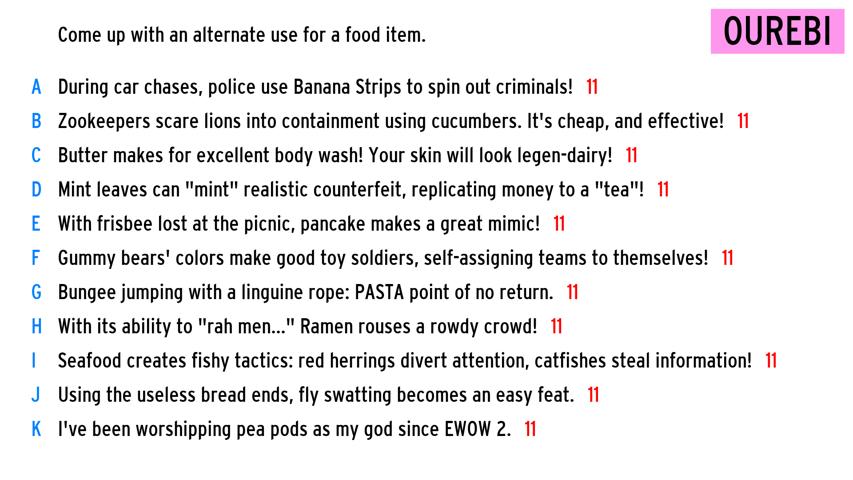 Come up with an alternate use for a food item.
OUREBI
A During car chases, police use Banana Strips to spin out criminals! 11
B Zookeepers scare lions into containment using cucumbers. It's cheap, and effective! 11
C Butter makes for excellent body wash! Your skin will look legen-dairy! 11
D Mint leaves can "mint" realistic counterfeit, replicating money to a "tea"! 11
E With frisbee lost at the picnic, pancake makes a great mimic! 11
F Gummy bears' colors make good toy soldiers, self-assigning teams to themselves! 11
G Bungee jumping with a linguine rope: PASTA point of no return. 11
H With its ability to "rah men..." Ramen rouses a rowdy crowd! 11
I Seafood creates fishy tactics: red herrings divert attention, catfishes steal information! 11
J Using the useless bread ends, fly swatting becomes an easy feat. 11
K I've been worshipping pea pods as my god since EWOW 2. 11